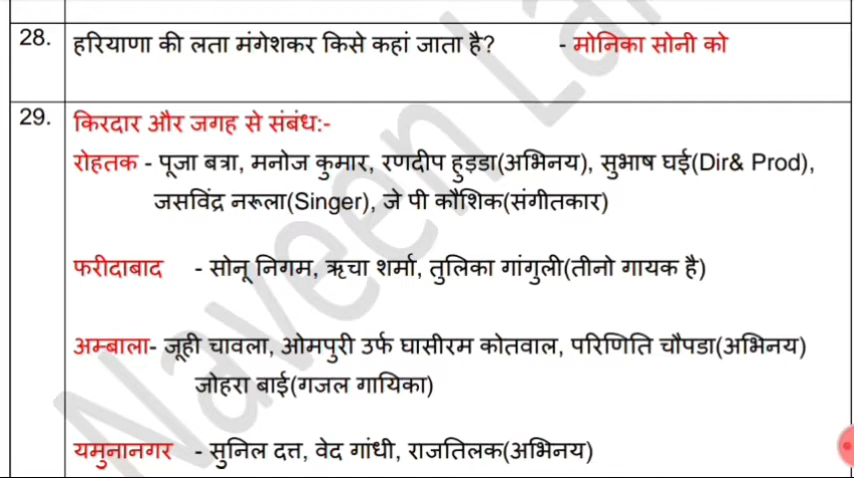 28. हरियाणा की लता मंगेशकर किसे कहां जाता है? - मोनिका सोनी को
29. किरदार और जगह से संबंध:-
रोहतक - पूजा बत्रा, मनोज कुमार, रणदीप हुड्डा(अभिनय), सुभाष घई(Dir& Prod),
जसविंद्र नरूला(Singer), जे पी कौशिक(संगीतकार)
फरीदाबाद - सोनू निगम, ऋचा शर्मा, तुलिका गांगुली(तीनो गायक है)
अम्बाला- जूही चावला, ओमपुरी उर्फ घासीरम कोतवाल, परिणिति चौपडा(अभिनय)
जोहरा बाई(गजल गायिका)
यमुनानगर - सुनिल दत्त, वेद गांधी, राजतिलक(अभिनय)
Naveen La